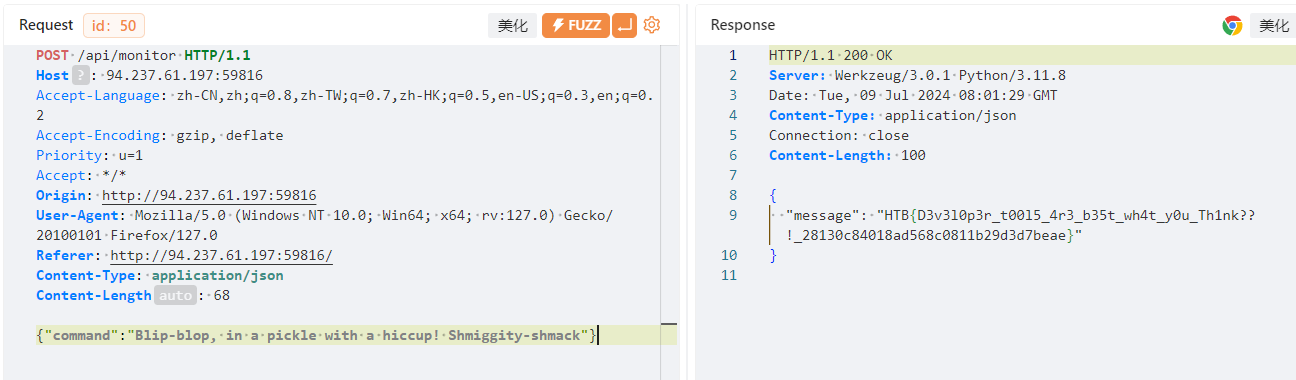 Request id: 50 美化 FUZZ
POST /api/monitor HTTP/1.1
Host ? : 94.237.61.197:59816
Accept-Language: zh-CN,zh;q=0.8,zh-TW;q=0.7,zh-HK;q=0.5,en-US;q=0.3,en;q=0.
2
Accept-Encoding: gzip, deflate
Priority: u=1
Accept: */*
Origin: http://94.237.61.197:59816
User-Agent: Mozilla/5.0 (Windows NT 10.0; Win64; x64; rv:127.0) Gecko/
20100101 Firefox/127.0
Referer: http://94.237.61.197:59816/
Content-Type: application/json
Content-Length auto : 68
{"command":"Blip-blop, in a pickle with a hiccup! Shmiggity-shmack"}
Response 美化
1 HTTP/1.1 200 OK
2 Server: Werkzeug/3.0.1 Python/3.11.8
3 Date: Tue, 09 Jul 2024 08:01:29 GMT
4 Content-Type: application/json
5 Connection: close
6 Content-Length: 100
7
8 {
9 "message": "HTB{D3v3l0p3r_t00l5_4r3_b35t_wh4t_y0u_Th1nk??
!_28130c84018ad568c0811b29d3d7beae}"
10 }
11